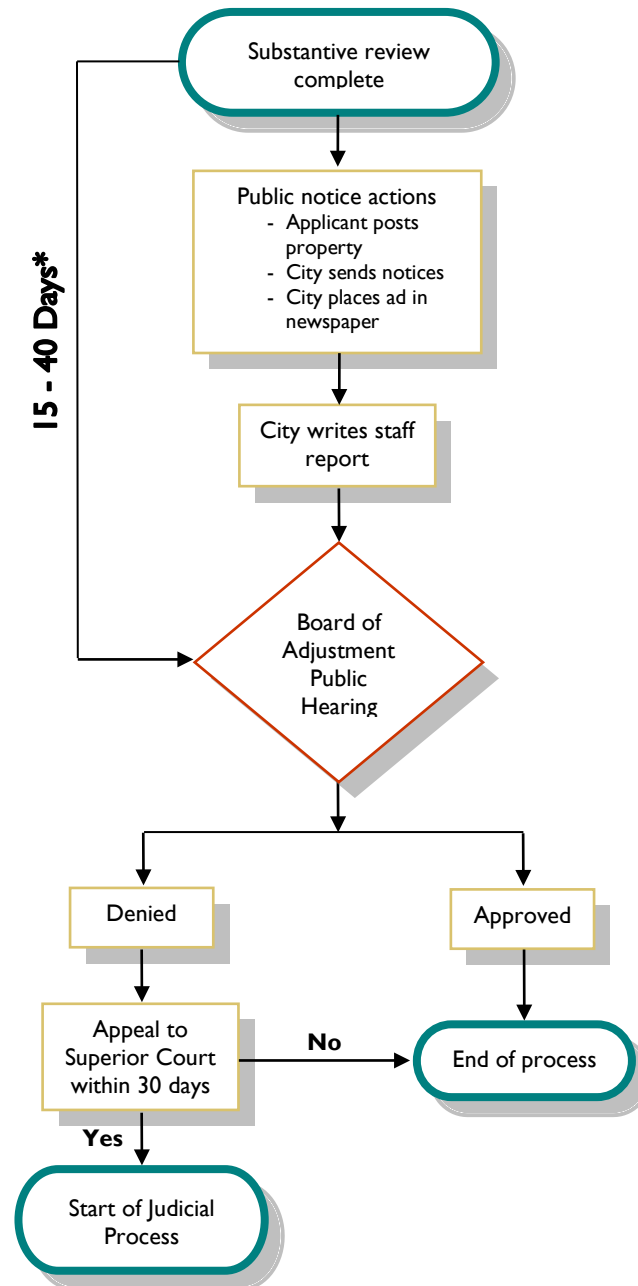 Substantive review
complete
15 - 40 Days*
Public notice actions
- Applicant posts
property
- City sends notices
- City places ad in
newspaper
City writes staff
report
Board of
Adjustment
Public
Hearing
Denied
Approved
Appeal to
Superior Court
within 30 days
No
End of process
Yes
Start of Judicial
Process